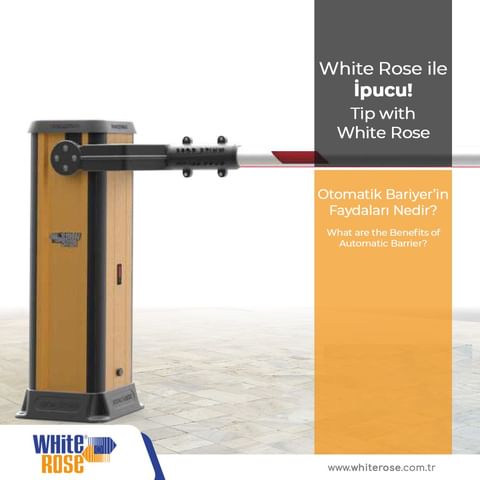 White Rose ile
İpucu!
Tip with
White Rose
Otomatik Bariyer’in
Faydaları Nedir?
What are the Benefits of
Automatic Barrier?
WHite
ROSE
www.whiterose.com.tr